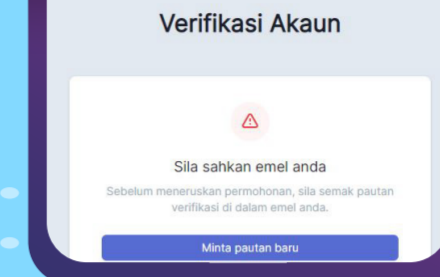 Verifikasi Akaun
Sila sahkan emel anda
Sebelum meneruskan permohonan, sila semak pautan
verifikasi di dalam emel anda.
Minta pautan baru